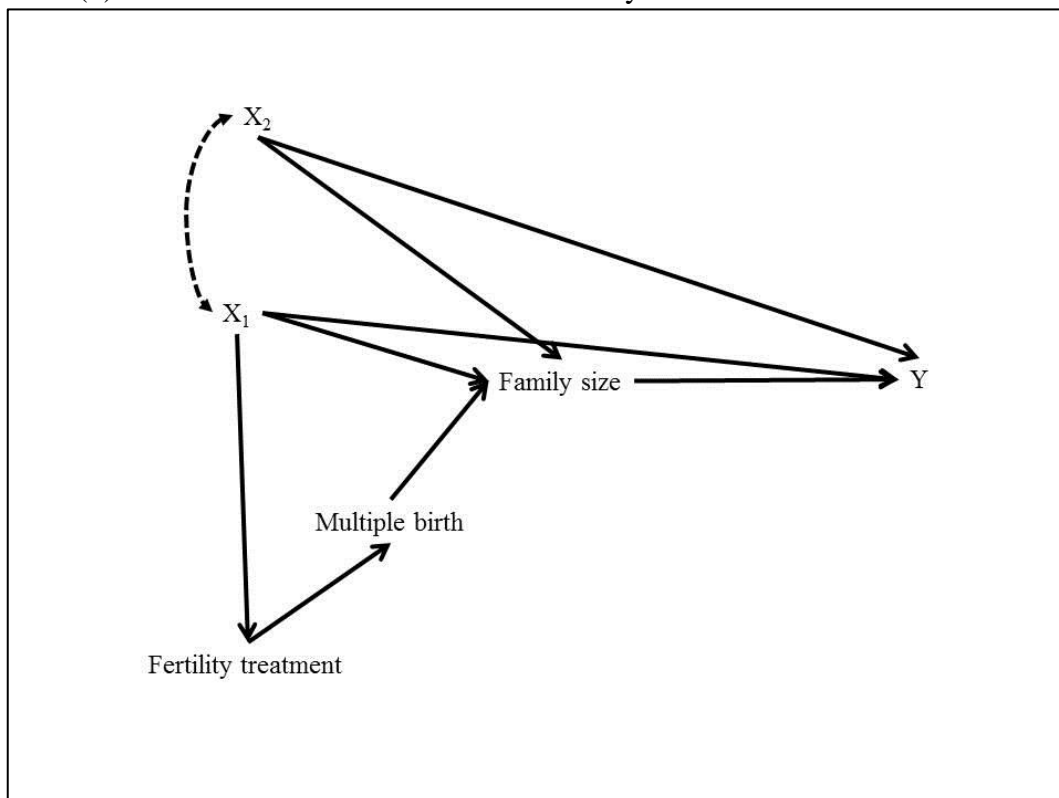 X₂
X₁
Family size
Y
Multiple birth
Fertility treatment